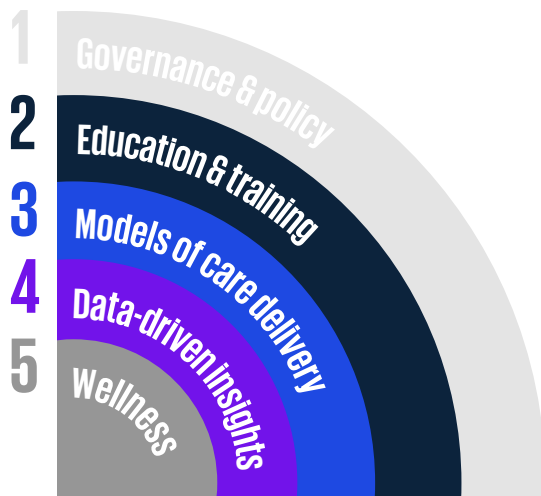 1 Governance & policy
2 Education & training
3 Models of care delivery
4 Data-driven insights
5 Wellness